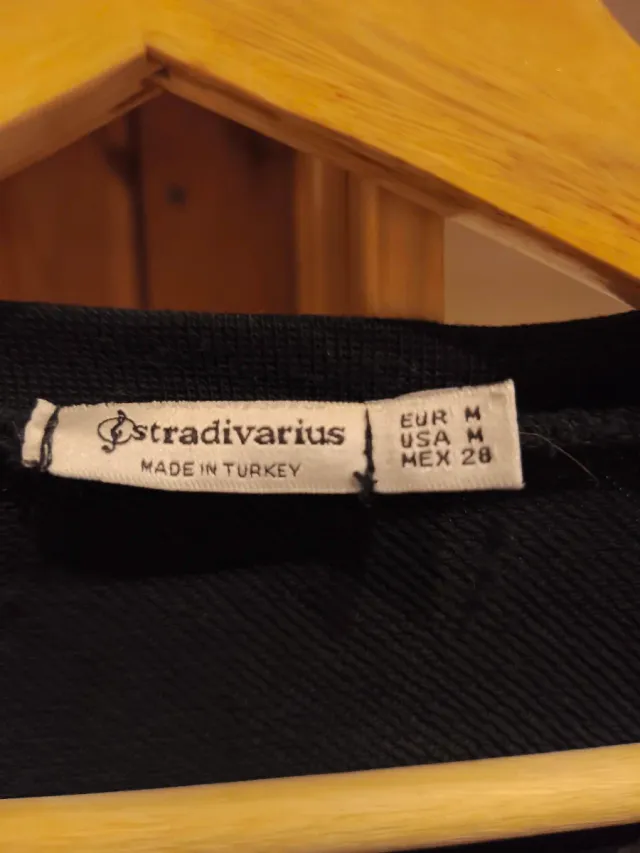 stradivarius
MADE IN TURKEY
EUR M
USA M
MEX 28